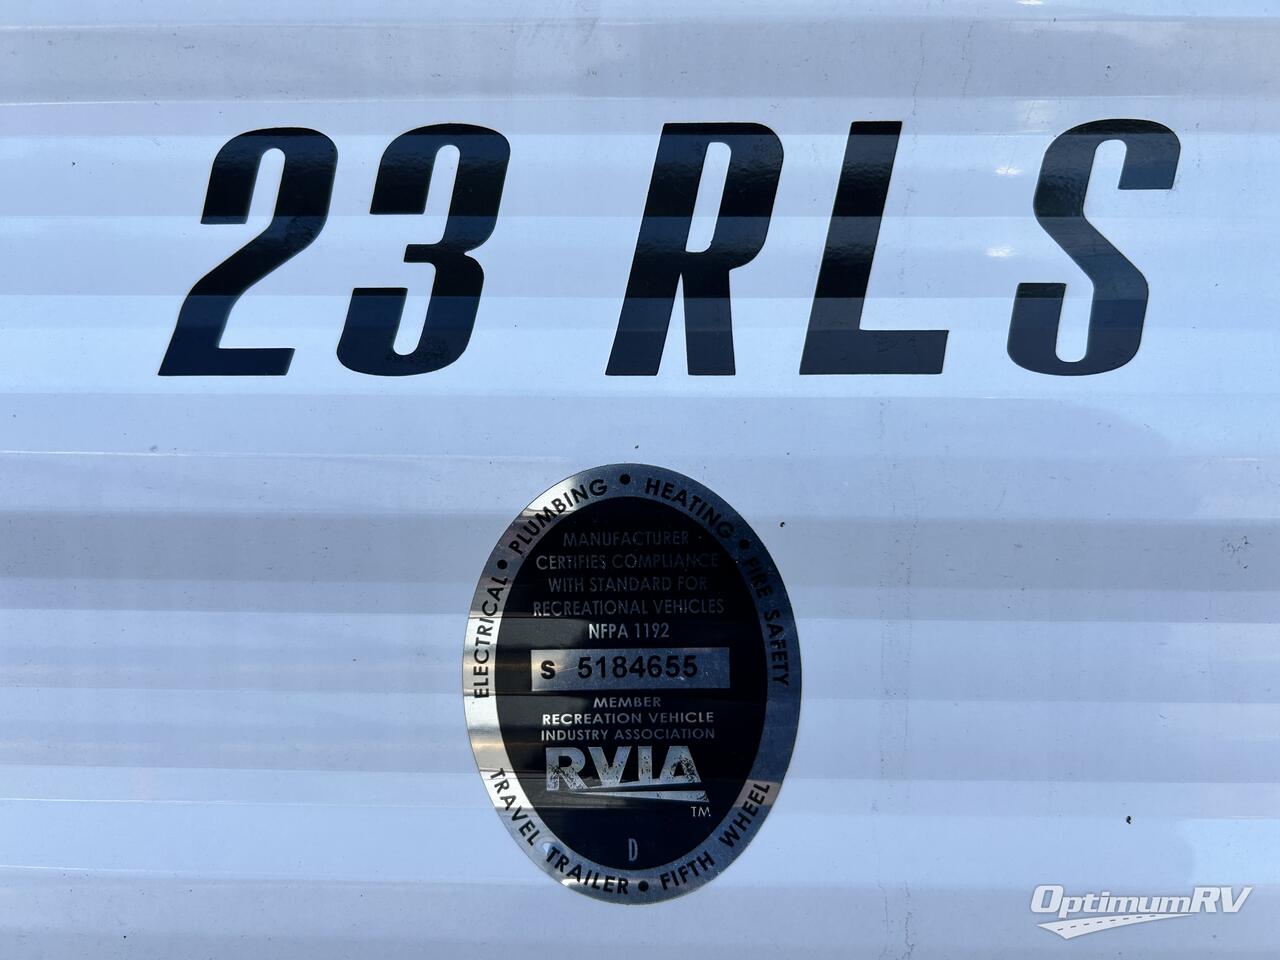 23 RLS
ELECTRICAL • PLUMBING • HEATING • FIRE SAFETY
MANUFACTURER
CERTIFIES COMPLIANCE
WITH STANDARD FOR
RECREATIONAL VEHICLES
NFPA 1192
S 5184655
MEMBER
RECREATION VEHICLE
INDUSTRY ASSOCIATION
RVIA
TM
D
TRAVEL TRAILER • FIFTH WHEEL
OptimumRV